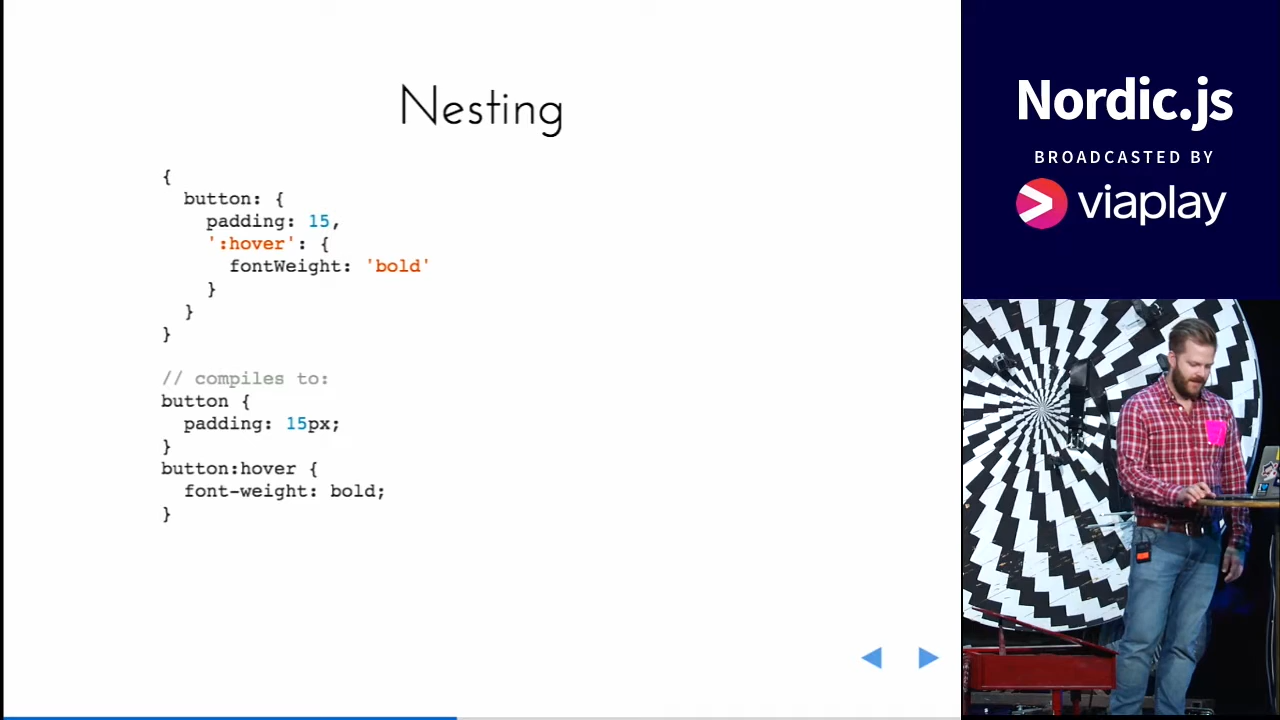 Nesting
{
  button: {
    padding: 15,
    ':hover': {
      fontWeight: 'bold'
    }
  }
}
// compiles to:
button {
  padding: 15px;
}
button:hover {
  font-weight: bold;
}
Nordic.js
BROADCASTED BY
viaplay